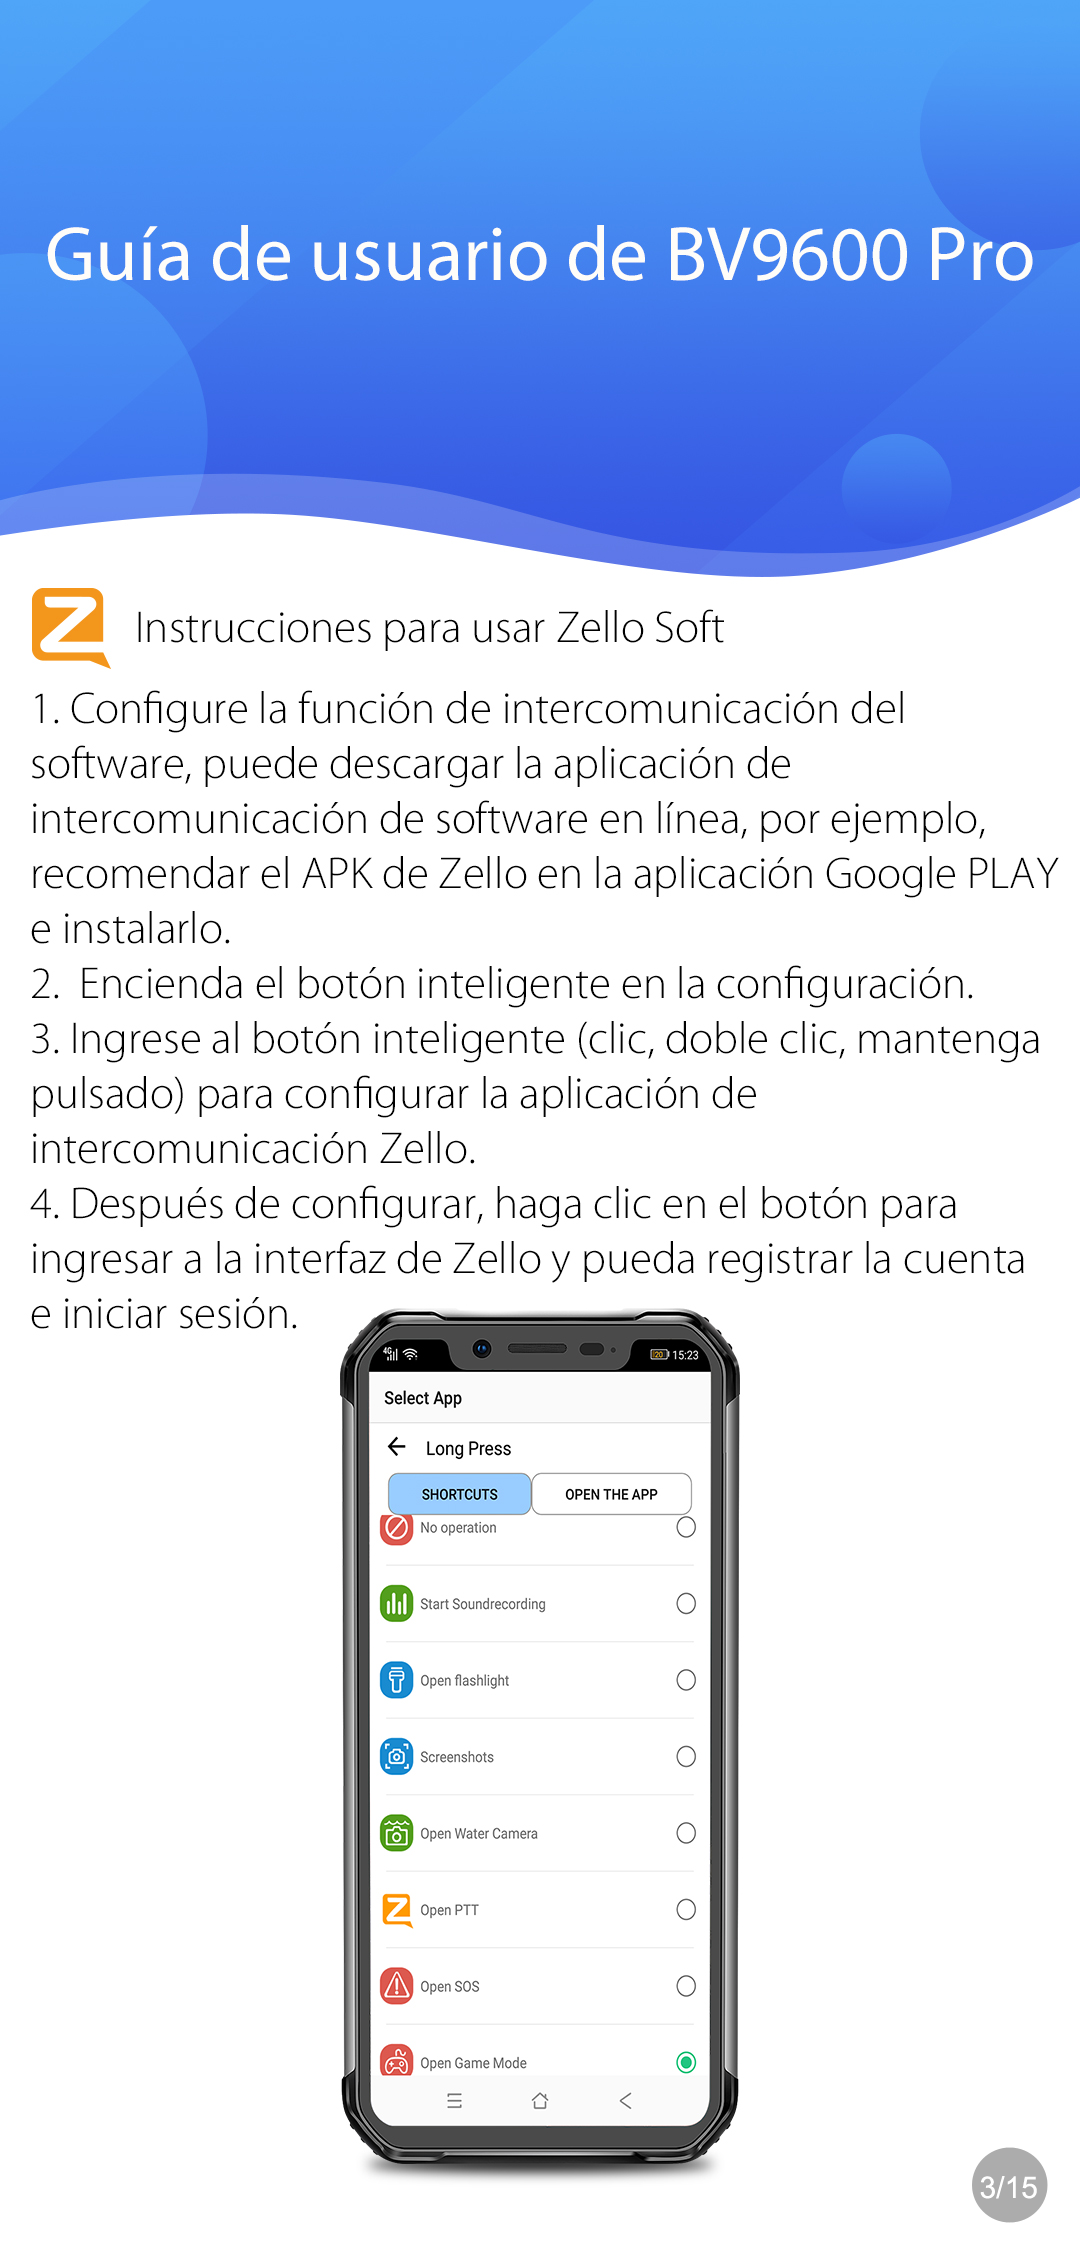 Guía de usuario de BV9600 Pro
Instrucciones para usar Zello Soft
1. Configure la función de intercomunicación del
software, puede descargar la aplicación de
intercomunicación de software en línea, por ejemplo,
recomendar el APK de Zello en la aplicación Google PLAY
e instalarlo.
2.  Encienda el botón inteligente en la configuración.
3. Ingrese al botón inteligente (clic, doble clic, mantenga
pulsado) para configurar la aplicación de
intercomunicación Zello.
4. Después de configurar, haga clic en el botón para
ingresar a la interfaz de Zello y pueda registrar la cuenta
e iniciar sesión.
4G 20 15:23
Select App
Long Press
SHORTCUTS OPEN THE APP
No operation
Start Soundrecording
Open flashlight
Screenshots
Open Water Camera
Open PTT
Open SOS
Open Game Mode
3/15